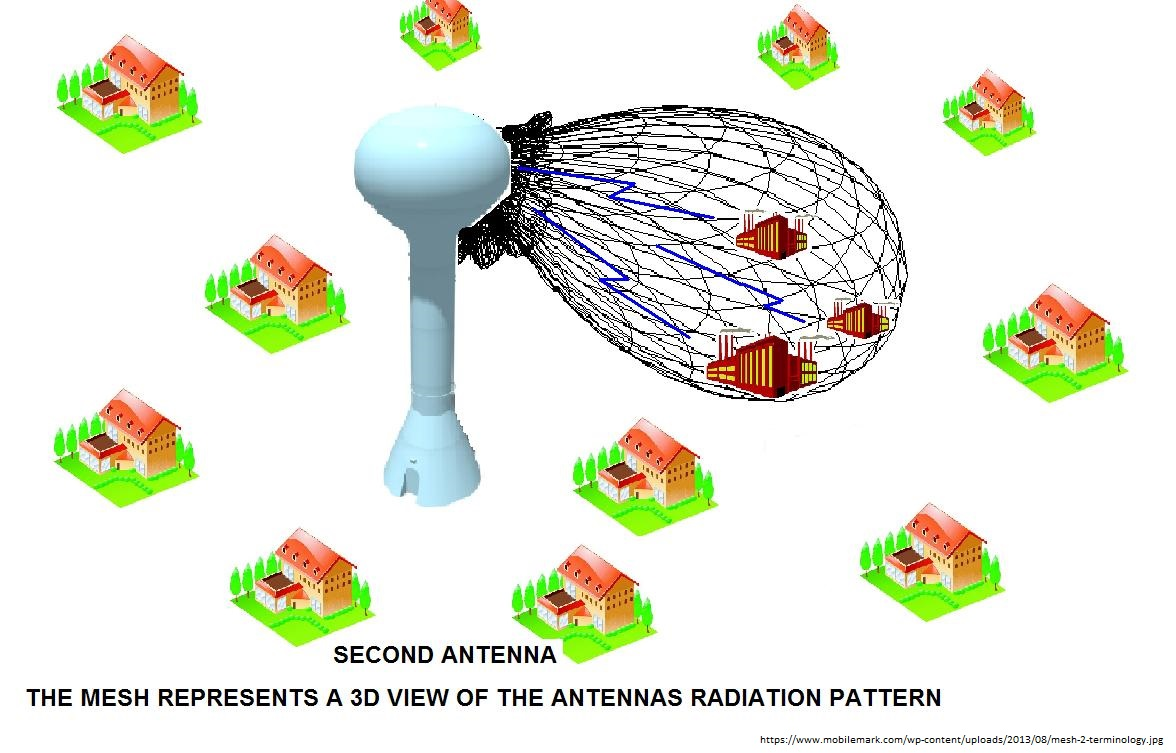 SECOND ANTENNA
THE MESH REPRESENTS A 3D VIEW OF THE ANTENNAS RADIATION PATTERN
https://www.mobilemark.com/wp-content/uploads/2013/08/mesh-2-terminology.jpg